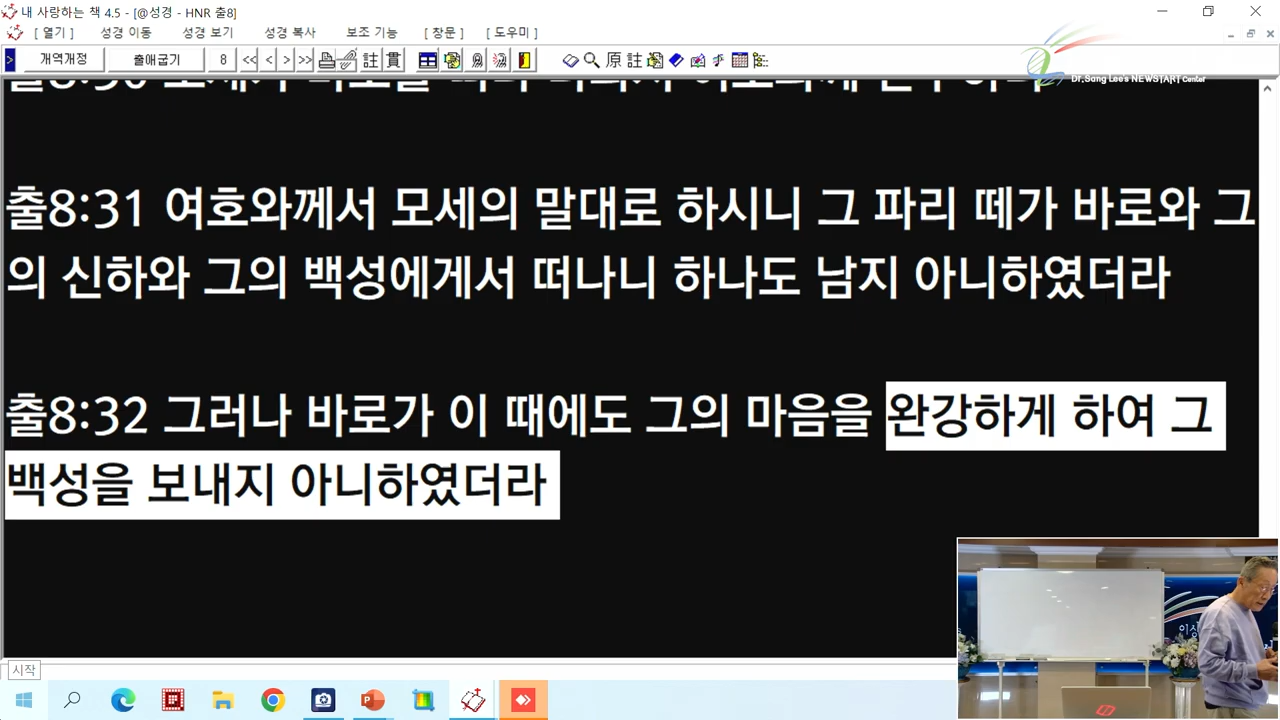 내 사랑하는 책 4.5 - [@성경 - HNR 출8]
[ 열기 ] 성경 이동 성경 보기 성경 복사 보조 기능 [ 창문 ] [ 도우미 ]
> 개역개정 출애굽기 8 << < > >> 註 貫 原 註
Dr.Sang Lee's NEWSTART Center
출8:31 여호와께서 모세의 말대로 하시니 그 파리 떼가 바로와 그
의 신하와 그의 백성에게서 떠나니 하나도 남지 아니하였더라
출8:32 그러나 바로가 이 때에도 그의 마음을 완강하게 하여 그
백성을 보내지 아니하였더라
이상
시작